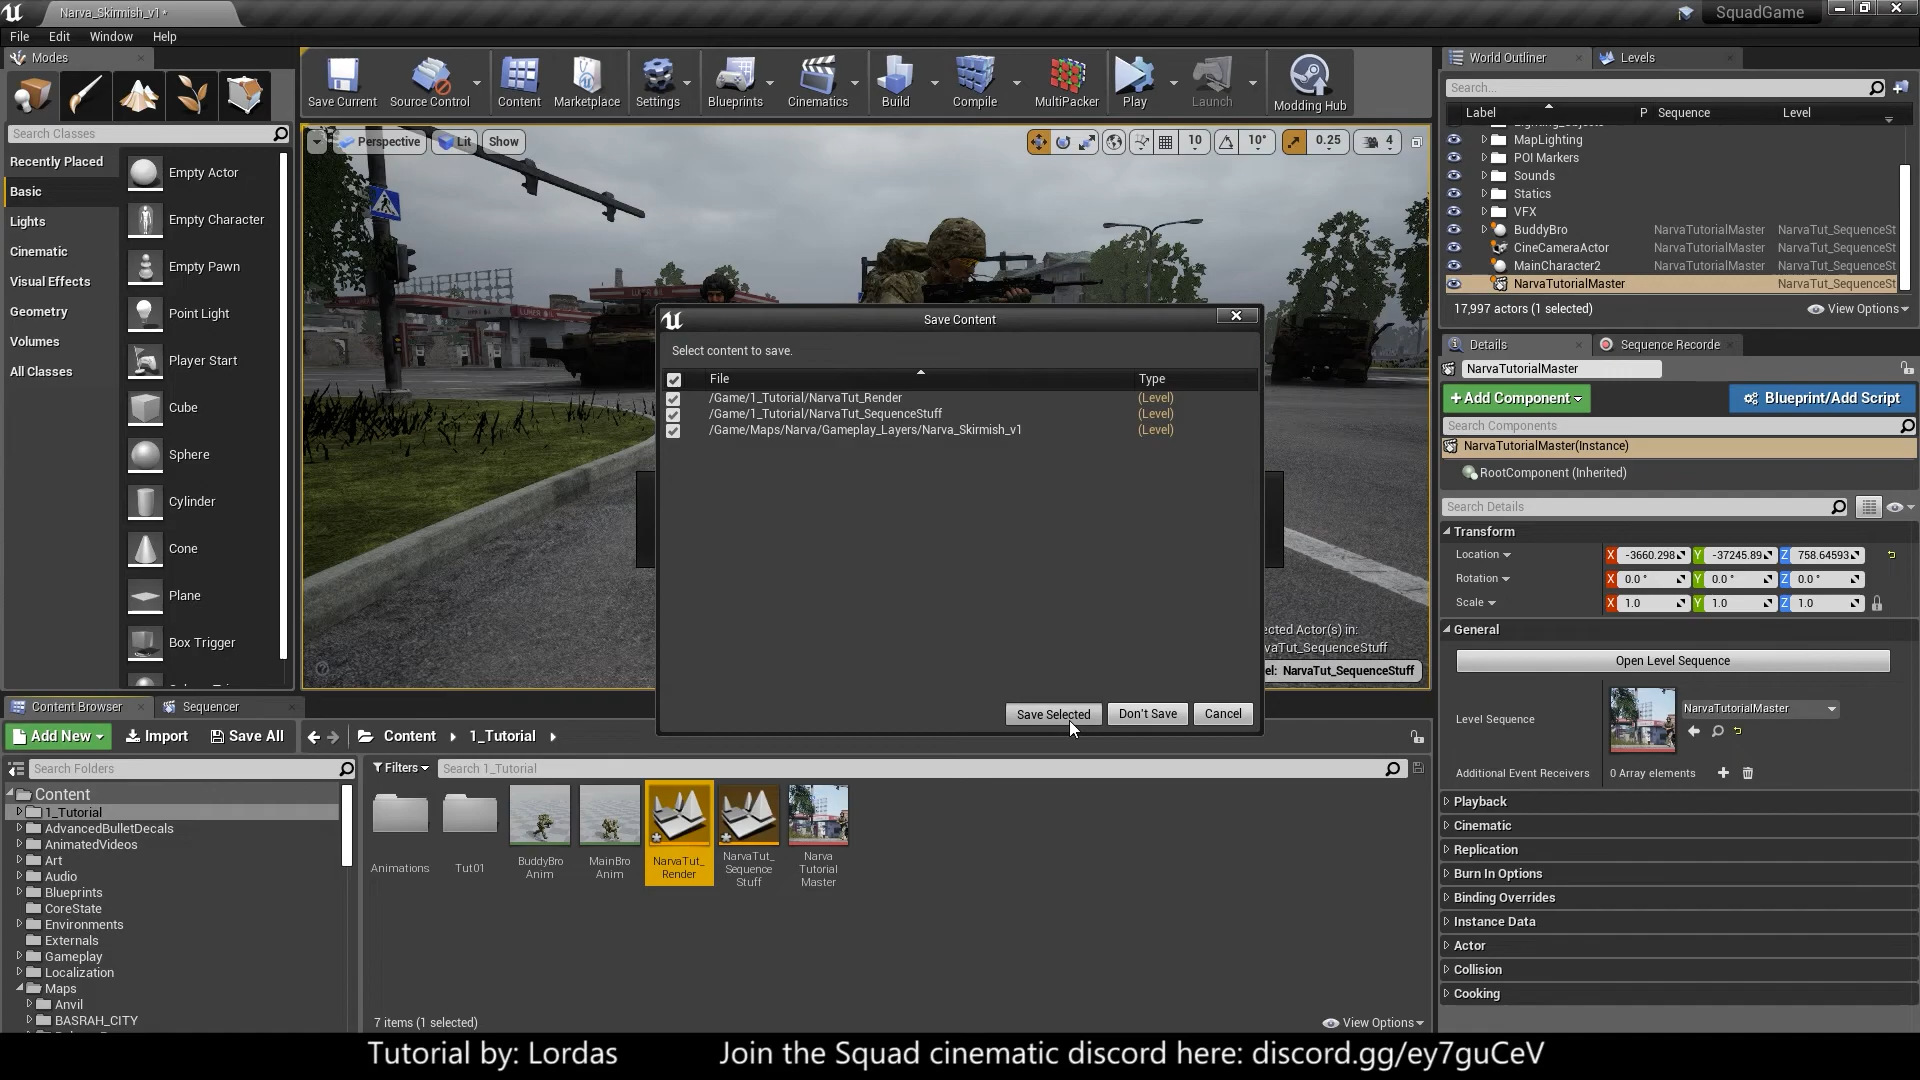 Narva_Skirmish_v1*
SquadGame
File Edit Window Help
Modes
Search Classes
Recently Placed
Basic
Lights
Cinematic
Visual Effects
Geometry
Volumes
All Classes
Empty Actor
Empty Character
Empty Pawn
Point Light
Player Start
Cube
Sphere
Cylinder
Cone
Plane
Box Trigger
Save Current
Source Control
Content
Marketplace
Settings
Blueprints
Cinematics
Build
Compile
MultiPacker
Play
Launch
Modding Hub
Perspective Lit Show
10 10° 0.25 4
Save Content
Select content to save.
File Type
/Game/1_Tutorial/NarvaTut_Render (Level)
/Game/1_Tutorial/NarvaTut_SequenceStuff (Level)
/Game/Maps/Narva/Gameplay_Layers/Narva_Skirmish_v1 (Level)
Save Selected Don't Save Cancel
ected Actor(s) in:
vaTut_SequenceStuff
el: NarvaTut_SequenceStuff
World Outliner Levels
Search...
Label P Sequence Level
MapLighting
POI Markers
Sounds
Statics
VFX
BuddyBro NarvaTutorialMaster NarvaTut_SequenceSt
CineCameraActor NarvaTutorialMaster NarvaTut_SequenceSt
MainCharacter2 NarvaTutorialMaster NarvaTut_SequenceSt
NarvaTutorialMaster NarvaTut_SequenceSt
17,997 actors (1 selected) View Options
Details Sequence Recorde
NarvaTutorialMaster
+Add Component Blueprint/Add Script
Search Components
NarvaTutorialMaster(Instance)
RootComponent (Inherited)
Search Details
Transform
Location X -3660.298 Y -37245.89 Z 758.64593
Rotation X 0.0 ° Y 0.0 ° Z 0.0 °
Scale X 1.0 Y 1.0 Z 1.0
General
Open Level Sequence
Level Sequence NarvaTutorialMaster
Additional Event Receivers 0 Array elements
Playback
Cinematic
Replication
Burn In Options
Binding Overrides
Instance Data
Actor
Collision
Cooking
Content Browser Sequencer
Add New Import Save All Content 1_Tutorial
Search Folders
Filters Search 1_Tutorial
Content
1_Tutorial
AdvancedBulletDecals
AnimatedVideos
Art
Audio
Blueprints
CoreState
Environments
Externals
Gameplay
Localization
Maps
Anvil
BASRAH_CITY
Animations
Tut01
BuddyBro
Anim
MainBro
Anim
NarvaTut_
Render
NarvaTut_
Sequence
Stuff
Narva
Tutorial
Master
7 items (1 selected) View Options
Tutorial by: Lordas Join the Squad cinematic discord here: discord.gg/ey7guCeV